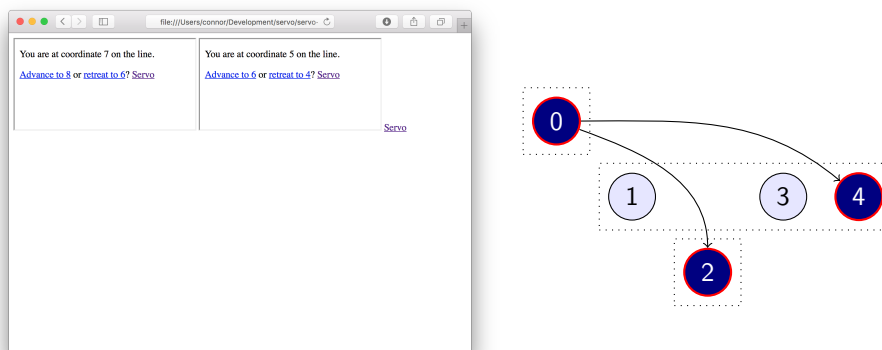 file:///Users/connor/Development/servo/servo-
You are at coordinate 7 on the line.
Advance to 8 or retreat to 6? Servo
You are at coordinate 5 on the line.
Advance to 6 or retreat to 4? Servo
Servo
0
1
3
4
2